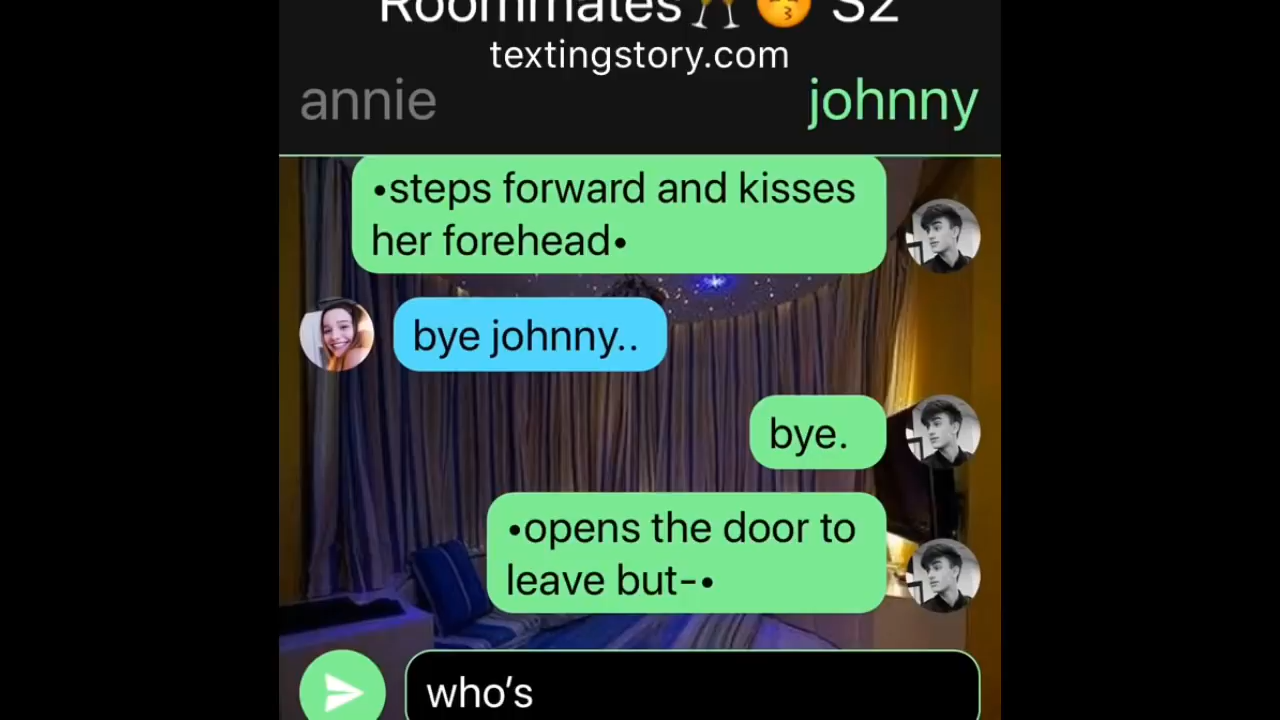 Roommates🥂😚 S2
textingstory.com
annie
johnny
•steps forward and kisses
her forehead•
bye johnny..
bye.
•opens the door to
leave but-•
who's